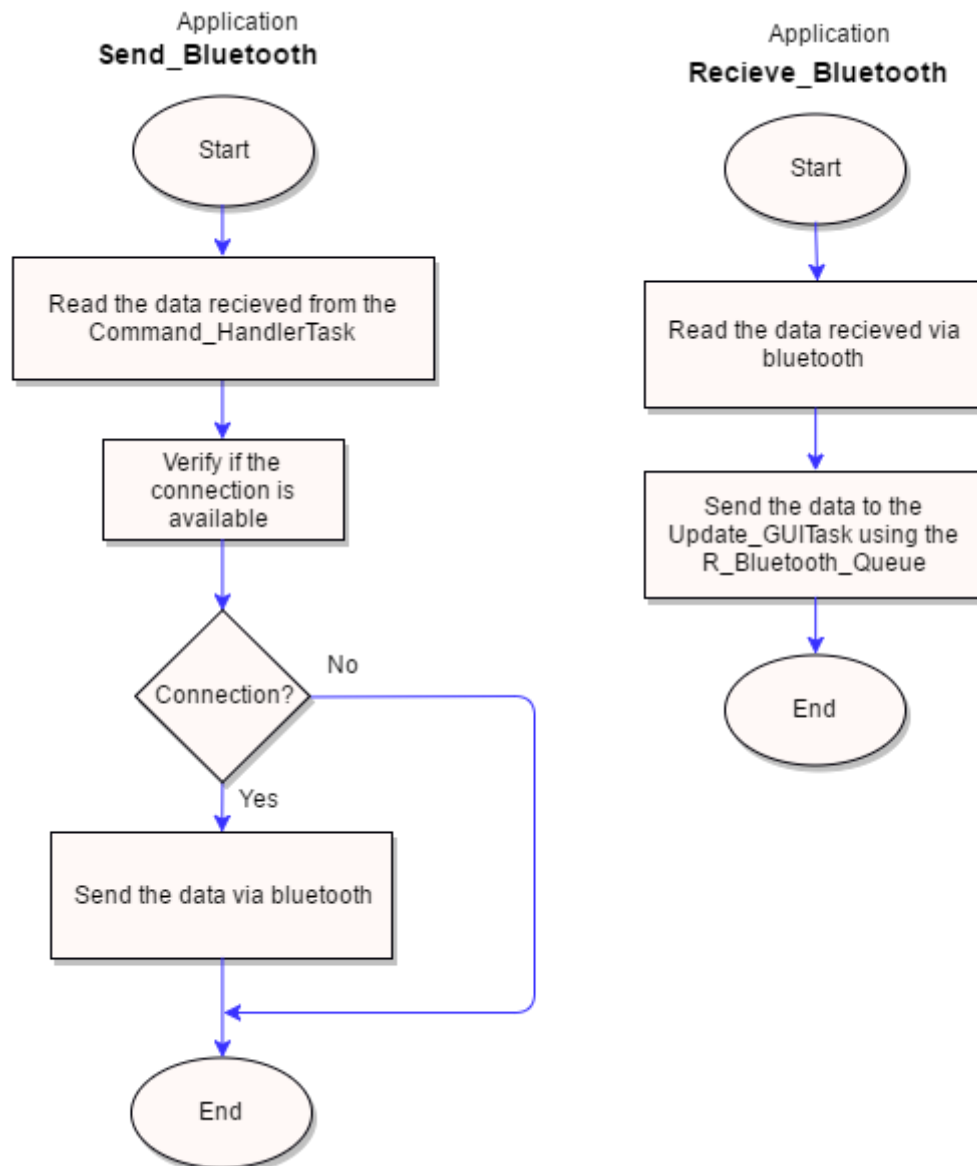 Application
Send_Bluetooth
Start
Read the data recieved from the
Command_HandlerTask
Verify if the
connection is
available
Connection?
No
Yes
Send the data via bluetooth
End
Application
Recieve_Bluetooth
Start
Read the data recieved via
bluetooth
Send the data to the
Update_GUITask using the
R_Bluetooth_Queue
End